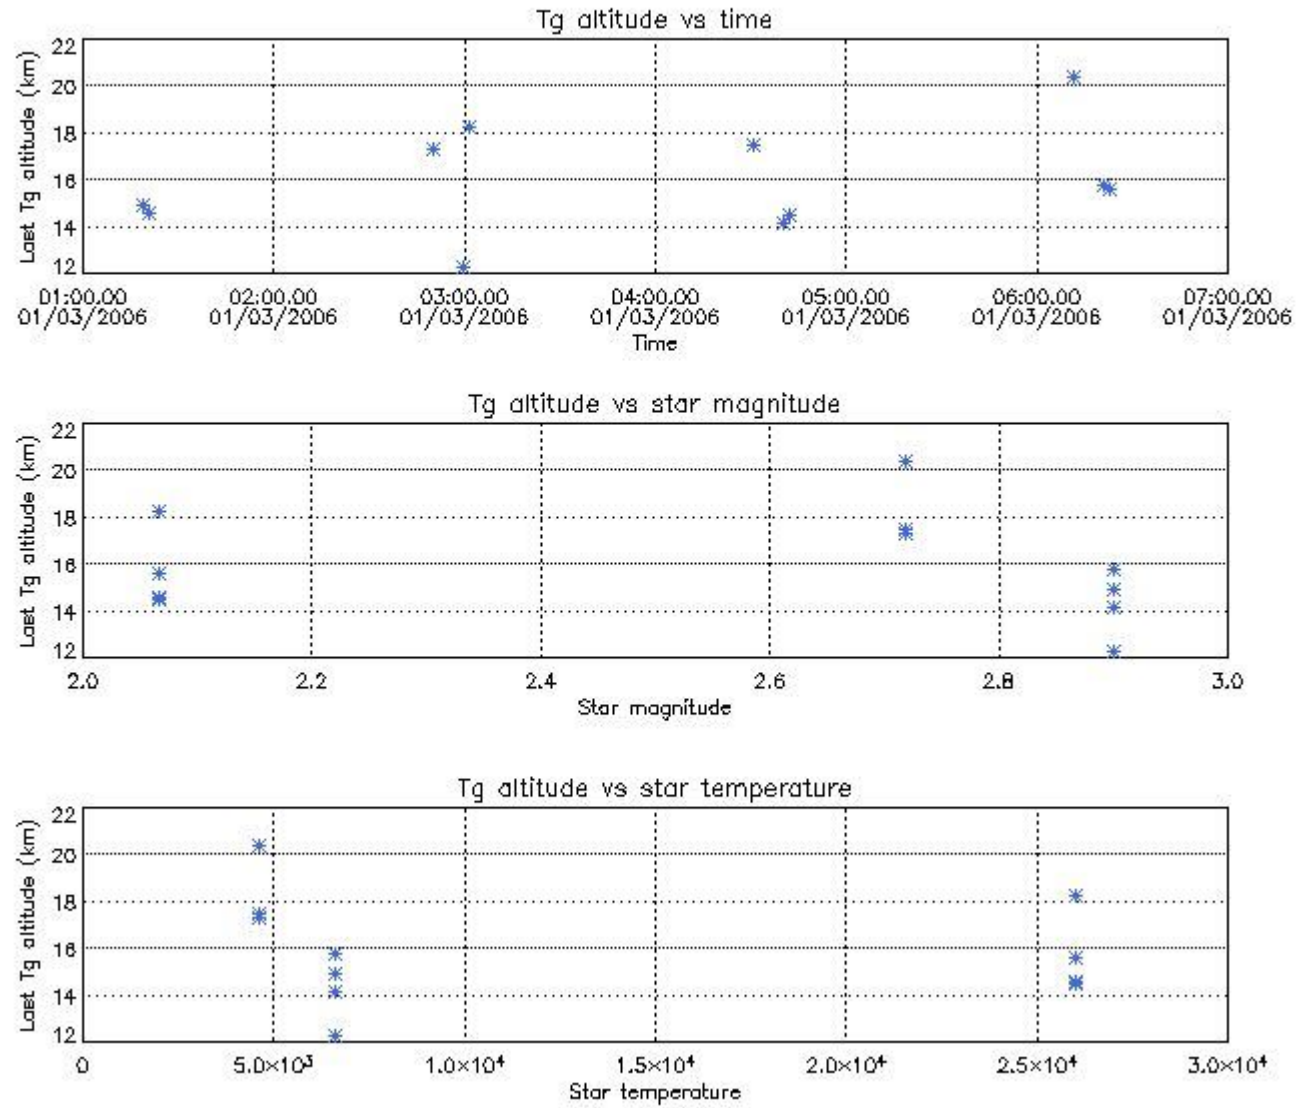 Tg altitude vs time
Last Tg altitude (km)
22
20
18
16
14
12
01:00.00 02:00.00 03:00.00 04:00.00 05:00.00 06:00.00 07:00.00
01/03/2006 01/03/2006 01/03/2006 01/03/2006 01/03/2006 01/03/2006 01/03/2006
Time
Tg altitude vs star magnitude
Last Tg altitude (km)
22
20
18
16
14
12
2.0 2.2 2.4 2.6 2.8 3.0
Star magnitude
Tg altitude vs star temperature
Last Tg altitude (km)
22
20
18
16
14
12
0 5.0×10³ 1.0×10⁴ 1.5×10⁴ 2.0×10⁴ 2.5×10⁴ 3.0×10⁴
Star temperature